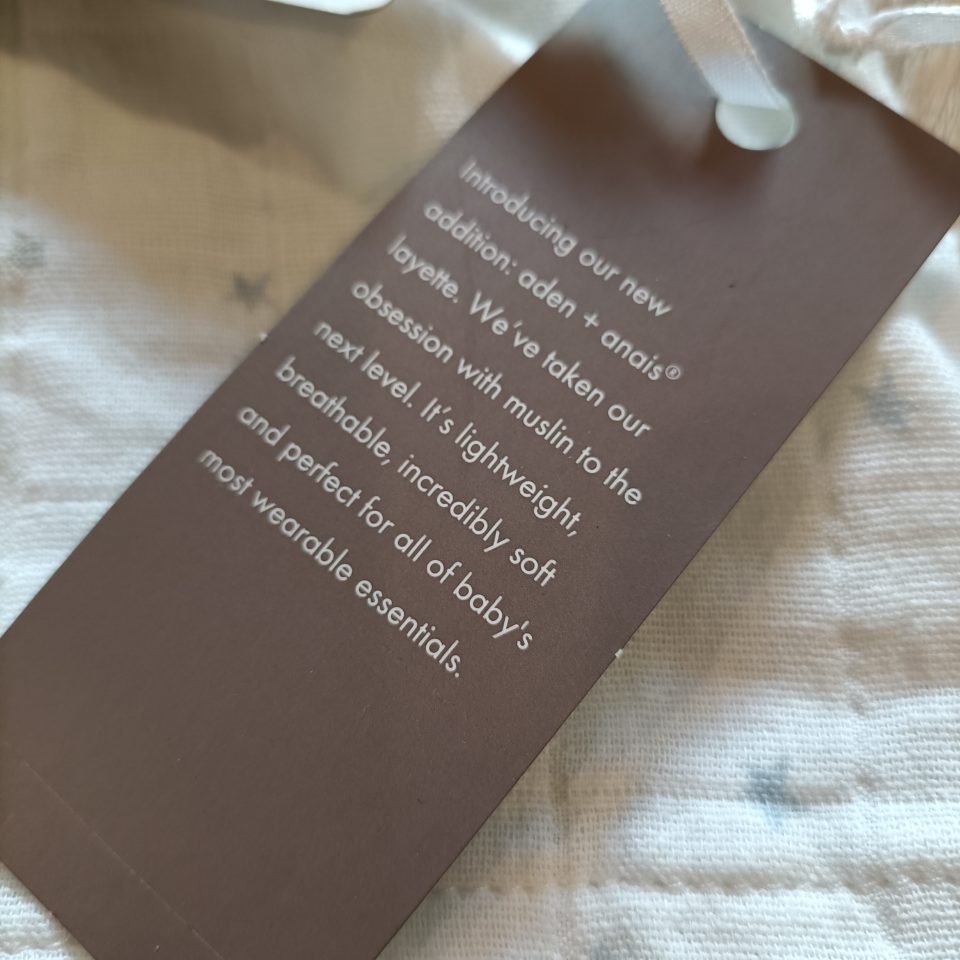 Introducing our new
addition: aden + anais®
layette. We've taken our
obsession with muslin to the
next level. It's lightweight,
breathable, incredibly soft
and perfect for all of baby's
most wearable essentials.